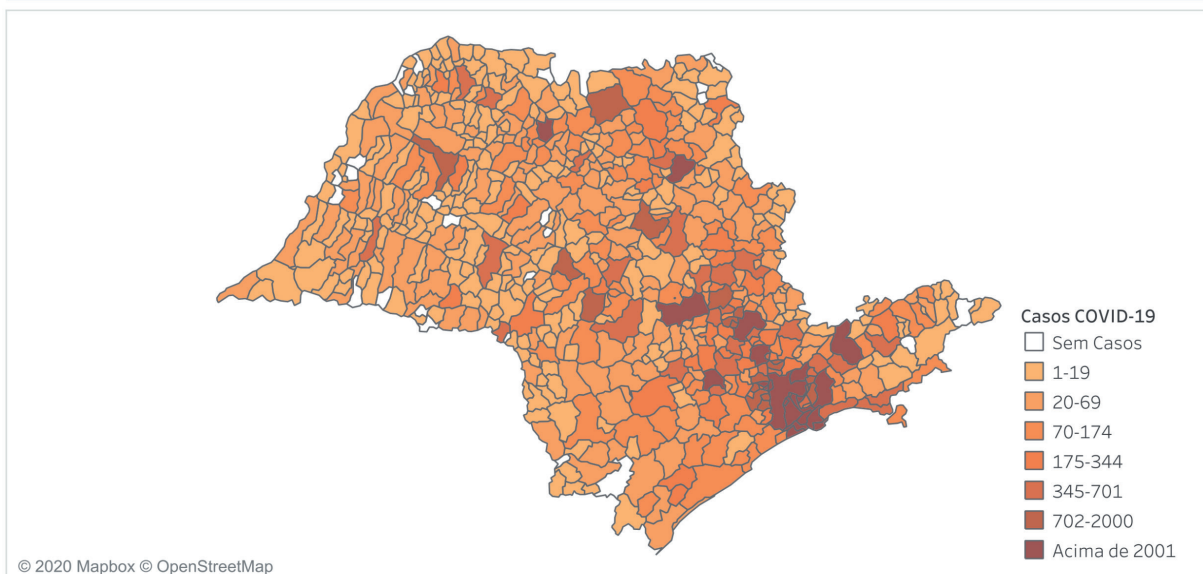 Casos COVID-19
Sem Casos
1-19
20-69
70-174
175-344
345-701
702-2000
Acima de 2001
© 2020 Mapbox © OpenStreetMap